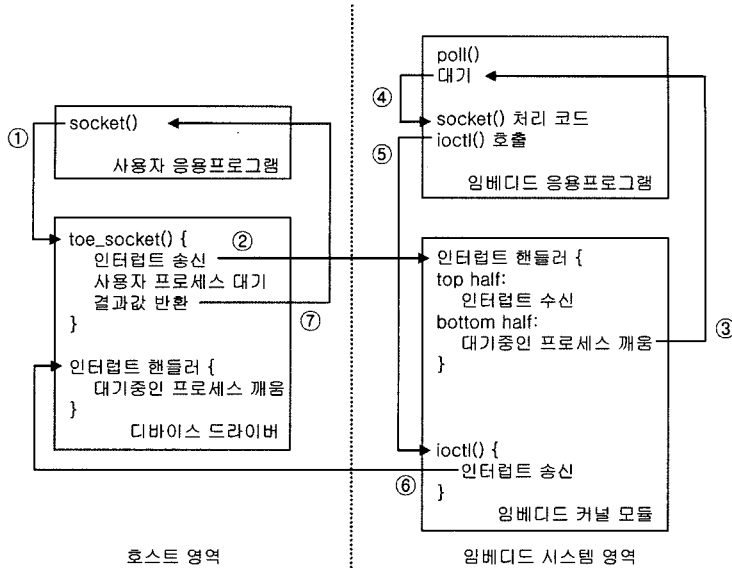 ①
socket()
사용자 응용프로그램
toe_socket() {
②
인터럽트 송신
사용자 프로세스 대기
결과값 반환
⑦
}
인터럽트 핸들러 {
대기중인 프로세스 깨움
}
디바이스 드라이버
호스트 영역
poll()
대기
④
socket() 처리 코드
⑤
ioctl() 호출
임베디드 응용프로그램
인터럽트 핸들러 {
top half:
인터럽트 수신
bottom half:
대기중인 프로세스 깨움
③
}
ioctl() {
⑥
인터럽트 송신
}
임베디드 커널 모듈
임베디드 시스템 영역